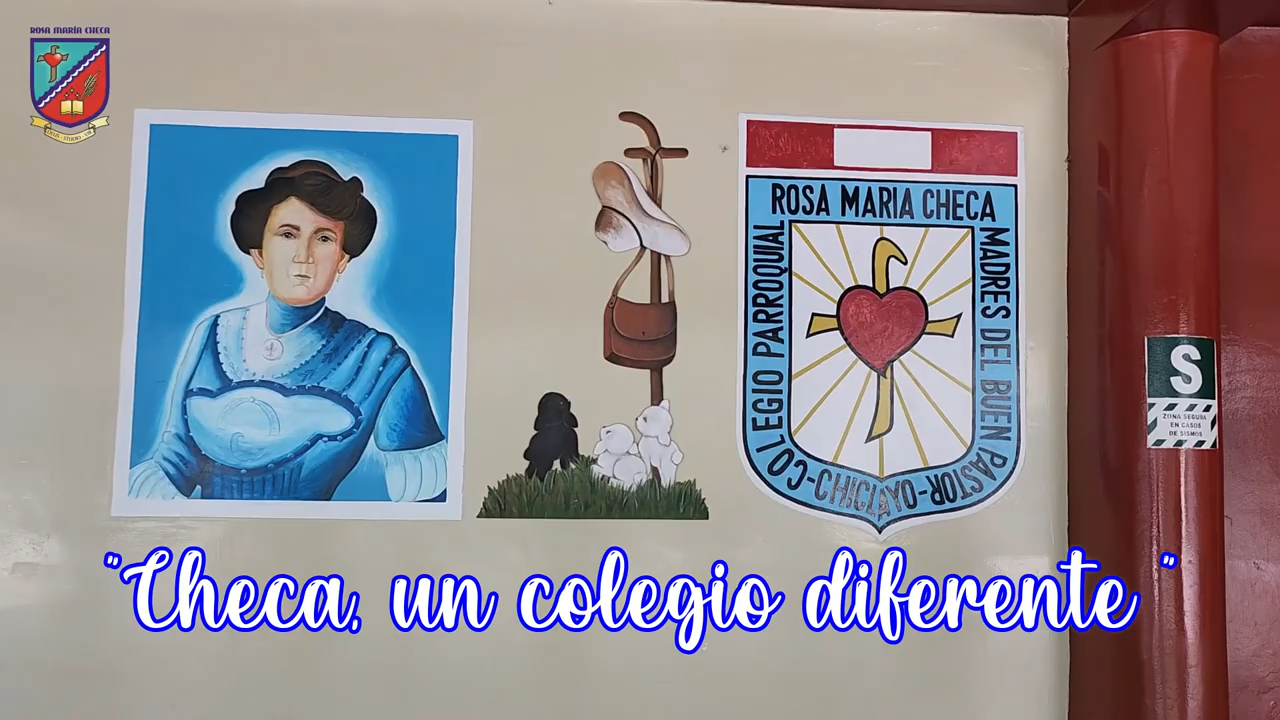 ROSA MARÍA CHECA
ROSA MARIA CHECA
COLEGIO PARROQUIAL
MADRES DEL BUEN PASTOR
-CHICLAYO-
S
ZONA SEGURA
EN CASOS
DE SISMOS
"Checa, un colegio diferente"